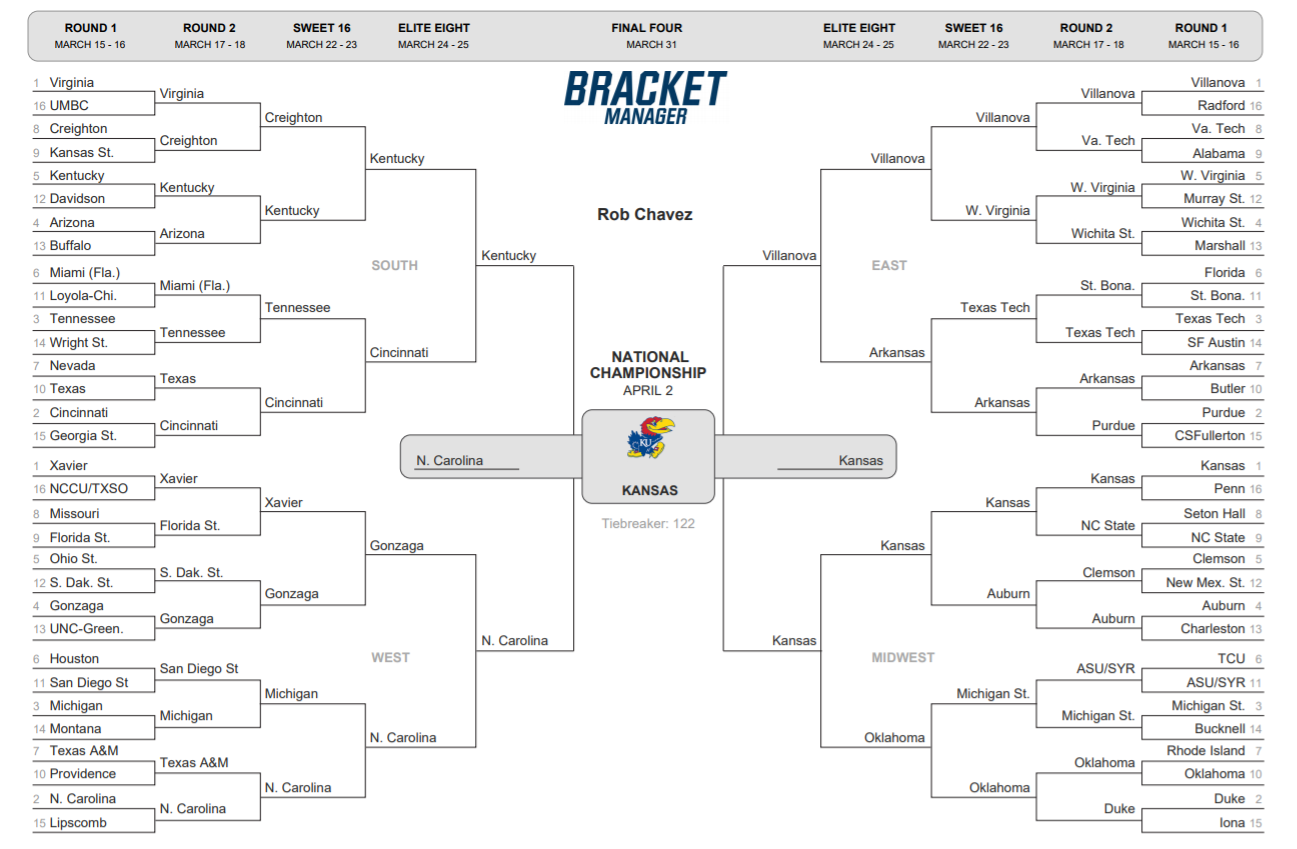 ROUND 1
MARCH 15 - 16
ROUND 2
MARCH 17 - 18
SWEET 16
MARCH 22 - 23
ELITE EIGHT
MARCH 24 - 25
FINAL FOUR
MARCH 31
ELITE EIGHT
MARCH 24 - 25
SWEET 16
MARCH 22 - 23
ROUND 2
MARCH 17 - 18
ROUND 1
MARCH 15 - 16
BRACKET
MANAGER
Rob Chavez
1 Virginia
16 UMBC
8 Creighton
9 Kansas St.
5 Kentucky
12 Davidson
4 Arizona
13 Buffalo
6 Miami (Fla.)
11 Loyola-Chi.
3 Tennessee
14 Wright St.
7 Nevada
10 Texas
2 Cincinnati
15 Georgia St.
Virginia
Creighton
Kentucky
Arizona
Miami (Fla.)
Tennessee
Texas
Cincinnati
Creighton
Kentucky
Tennessee
Cincinnati
Kentucky
Cincinnati
SOUTH
Kentucky
1 Xavier
16 NCCU/TXSO
8 Missouri
9 Florida St.
5 Ohio St.
12 S. Dak. St.
4 Gonzaga
13 UNC-Green.
6 Houston
11 San Diego St
3 Michigan
14 Montana
7 Texas A&M
10 Providence
2 N. Carolina
15 Lipscomb
Xavier
Florida St.
S. Dak. St.
Gonzaga
San Diego St
Michigan
Texas A&M
N. Carolina
Xavier
Gonzaga
Michigan
N. Carolina
Gonzaga
N. Carolina
WEST
N. Carolina
NATIONAL
CHAMPIONSHIP
APRIL 2
N. Carolina
KU
KANSAS
Kansas
Tiebreaker: 122
Villanova
EAST
Villanova
Arkansas
Villanova
W. Virginia
Texas Tech
Arkansas
Villanova
Va. Tech
W. Virginia
Wichita St.
St. Bona.
Texas Tech
Arkansas
Purdue
Villanova 1
Radford 16
Va. Tech 8
Alabama 9
W. Virginia 5
Murray St. 12
Wichita St. 4
Marshall 13
Florida 6
St. Bona. 11
Texas Tech 3
SF Austin 14
Arkansas 7
Butler 10
Purdue 2
CSFullerton 15
Kansas
MIDWEST
Kansas
Oklahoma
Kansas
Auburn
Michigan St.
Oklahoma
Kansas
NC State
Clemson
Auburn
ASU/SYR
Michigan St.
Oklahoma
Duke
Kansas 1
Penn 16
Seton Hall 8
NC State 9
Clemson 5
New Mex. St. 12
Auburn 4
Charleston 13
TCU 6
ASU/SYR 11
Michigan St. 3
Bucknell 14
Rhode Island 7
Oklahoma 10
Duke 2
Iona 15